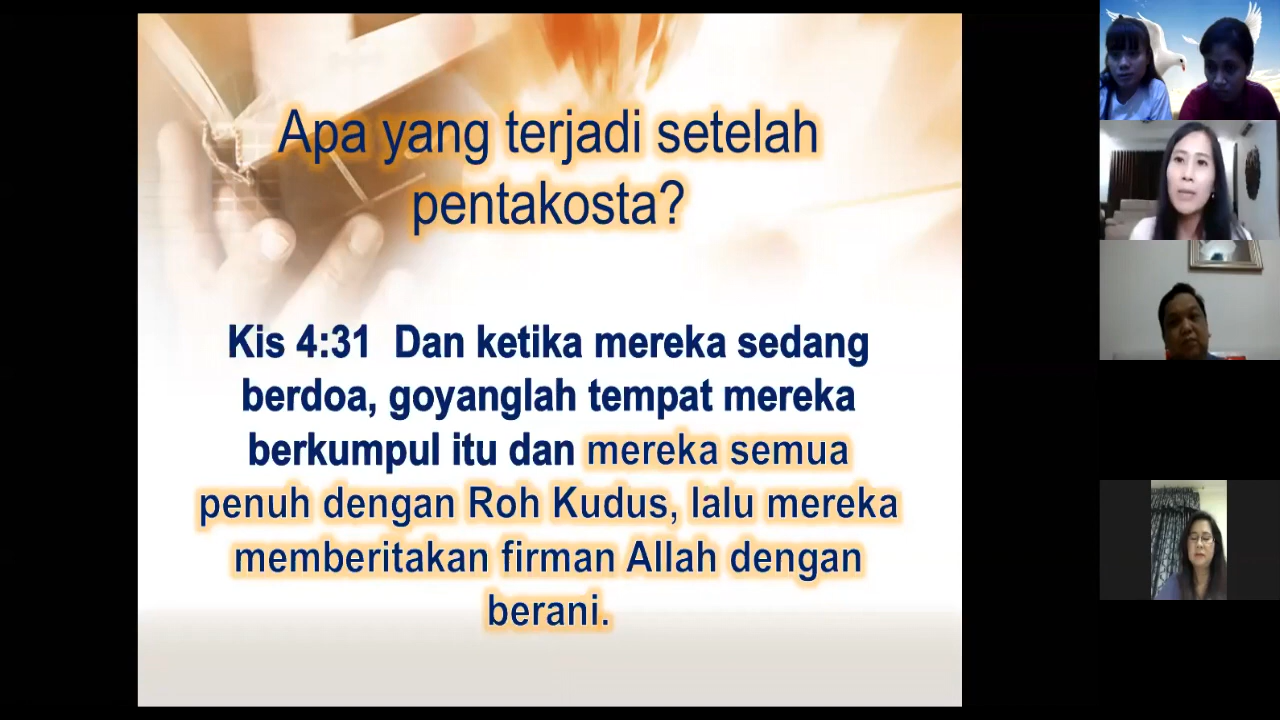 Apa yang terjadi setelah
pentakosta?
Kis 4:31  Dan ketika mereka sedang
berdoa, goyanglah tempat mereka
berkumpul itu dan mereka semua
penuh dengan Roh Kudus, lalu mereka
memberitakan firman Allah dengan
berani.